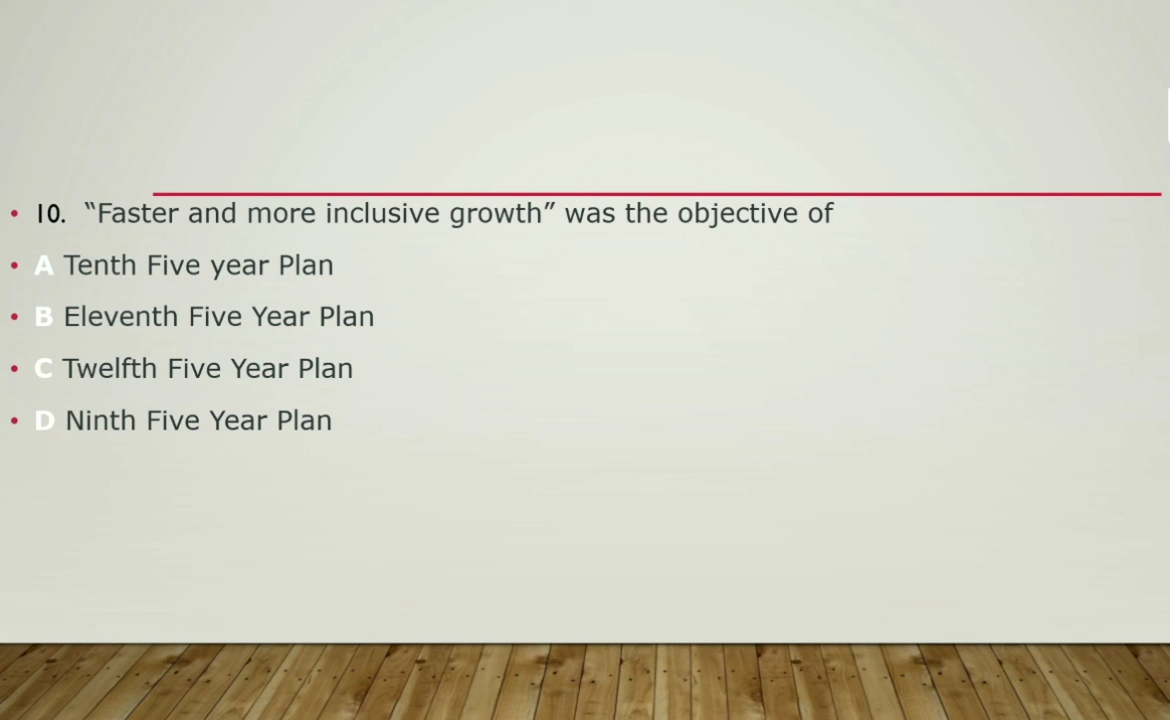 • 10. “Faster and more inclusive growth” was the objective of
• A Tenth Five year Plan
• B Eleventh Five Year Plan
• C Twelfth Five Year Plan
• D Ninth Five Year Plan